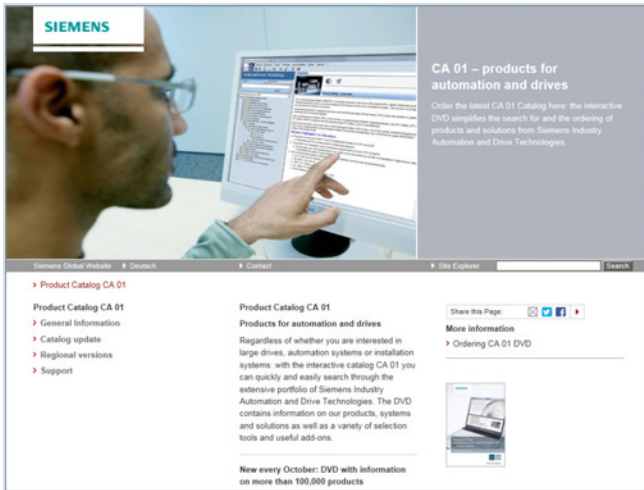 SIEMENS
CA 01 – products for
automation and drives
Order the latest CA 01 Catalog here: the interactive
DVD simplifies the search for and the ordering of
products and solutions from Siemens Industry
Automation and Drive Technologies.
Siemens Global Website
Deutsch
Contact
Site Explorer
Search
Product Catalog CA 01
Product Catalog CA 01
General Information
Catalog update
Regional versions
Support
Product Catalog CA 01
Products for automation and drives
Regardless of whether you are interested in
large drives, automation systems or installation
systems: with the interactive catalog CA 01 you
can quickly and easily search through the
extensive portfolio of Siemens Industry
Automation and Drive Technologies. The DVD
contains information on our products, systems
and solutions as well as a variety of selection
tools and useful add-ons.
New every October: DVD with information
on more than 100,000 products
Share this Page:
More information
Ordering CA 01 DVD